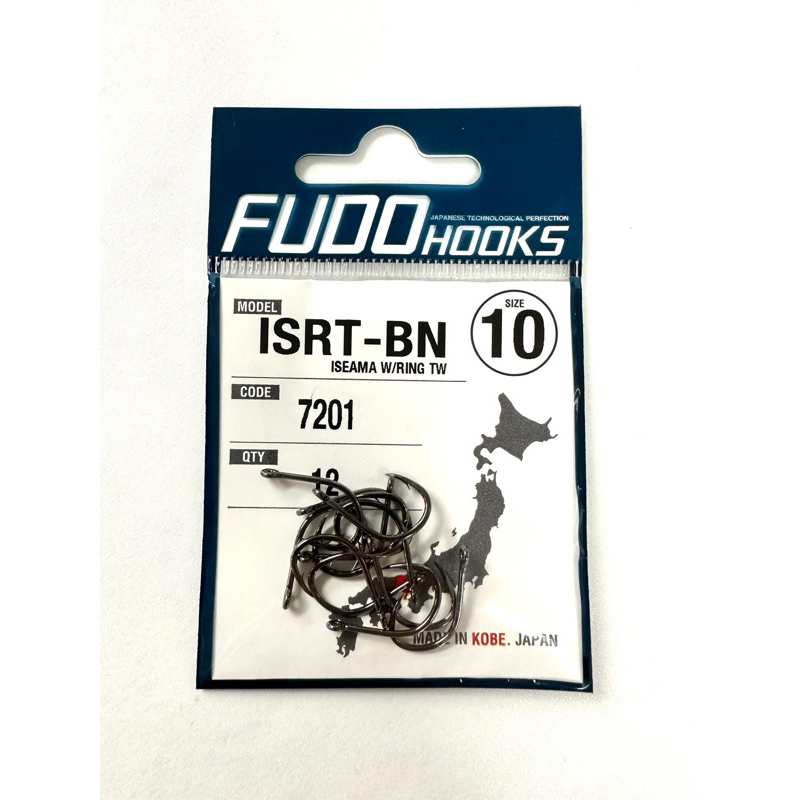 FUDO HOOKS
JAPANESE TECHNOLOGICAL PERFECTION
MODEL
ISRT-BN
ISEAMA W/RING TW
SIZE
10
CODE
7201
QTY
12
MADE IN KOBE. JAPAN